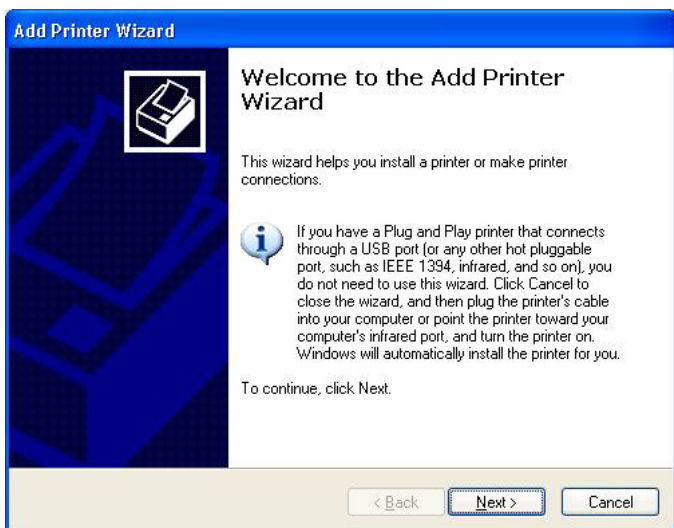 Add Printer Wizard
Welcome to the Add Printer
Wizard
This wizard helps you install a printer or make printer
connections.
If you have a Plug and Play printer that connects
through a USB port (or any other hot pluggable
port, such as IEEE 1394, infrared, and so on), you
do not need to use this wizard. Click Cancel to
close the wizard, and then plug the printer's cable
into your computer or point the printer toward your
computer's infrared port, and turn the printer on.
Windows will automatically install the printer for you.
To continue, click Next.
< Back Next > Cancel